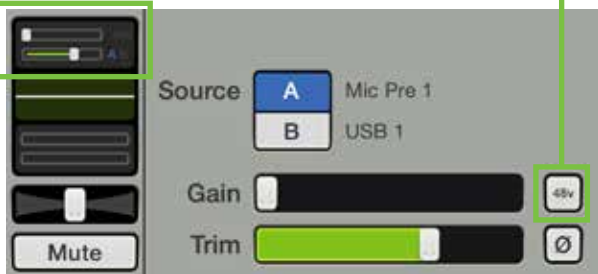 A
Source A Mic Pre 1
B USB 1
Gain 48v
Mute Trim Ø